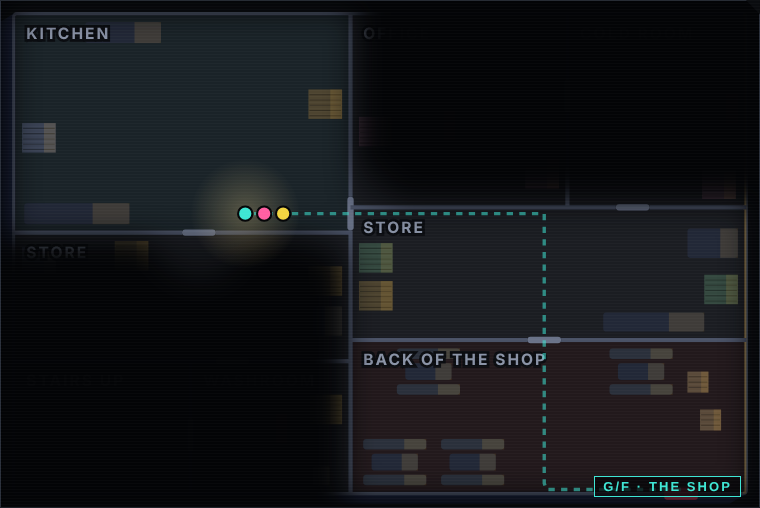 KITCHEN
STORE
STORE
BACK OF THE SHOP
G/F · THE SHOP